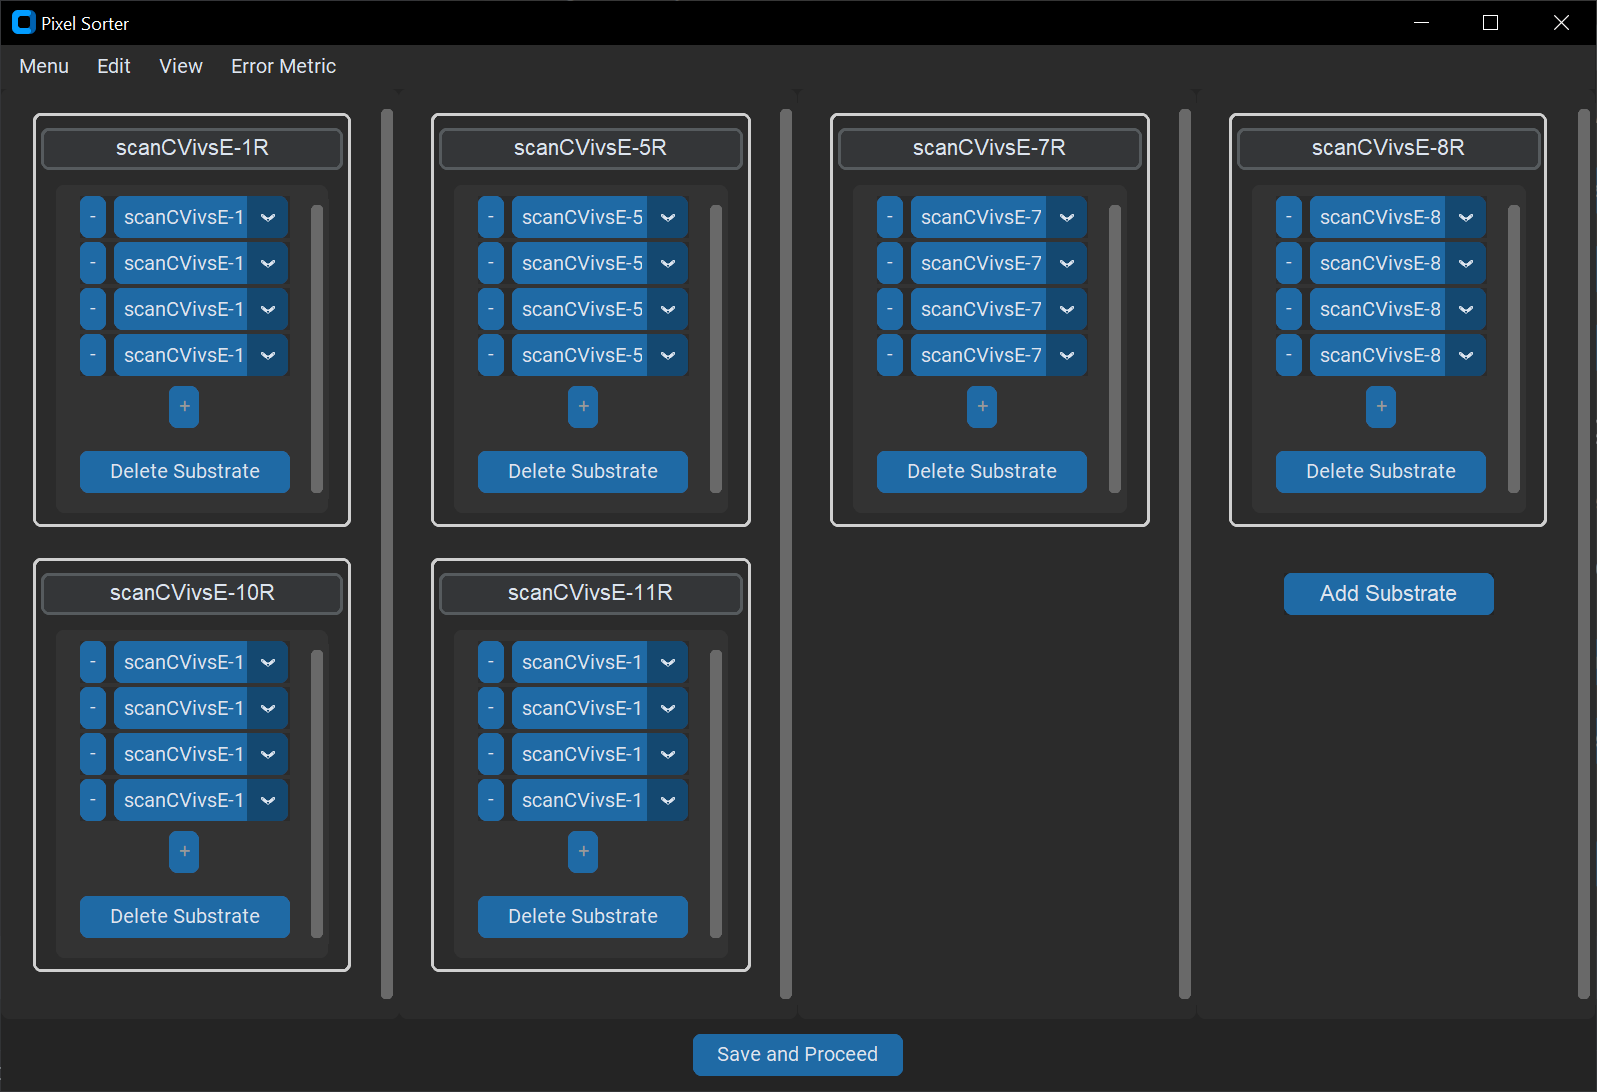 Pixel Sorter
Menu Edit View Error Metric
scanCVivsE-1R
- scanCVivsE-1
- scanCVivsE-1
- scanCVivsE-1
- scanCVivsE-1
+
Delete Substrate
scanCVivsE-5R
- scanCVivsE-5
- scanCVivsE-5
- scanCVivsE-5
- scanCVivsE-5
+
Delete Substrate
scanCVivsE-7R
- scanCVivsE-7
- scanCVivsE-7
- scanCVivsE-7
- scanCVivsE-7
+
Delete Substrate
scanCVivsE-8R
- scanCVivsE-8
- scanCVivsE-8
- scanCVivsE-8
- scanCVivsE-8
+
Delete Substrate
scanCVivsE-10R
- scanCVivsE-1
- scanCVivsE-1
- scanCVivsE-1
- scanCVivsE-1
+
Delete Substrate
scanCVivsE-11R
- scanCVivsE-1
- scanCVivsE-1
- scanCVivsE-1
- scanCVivsE-1
+
Delete Substrate
Add Substrate
Save and Proceed